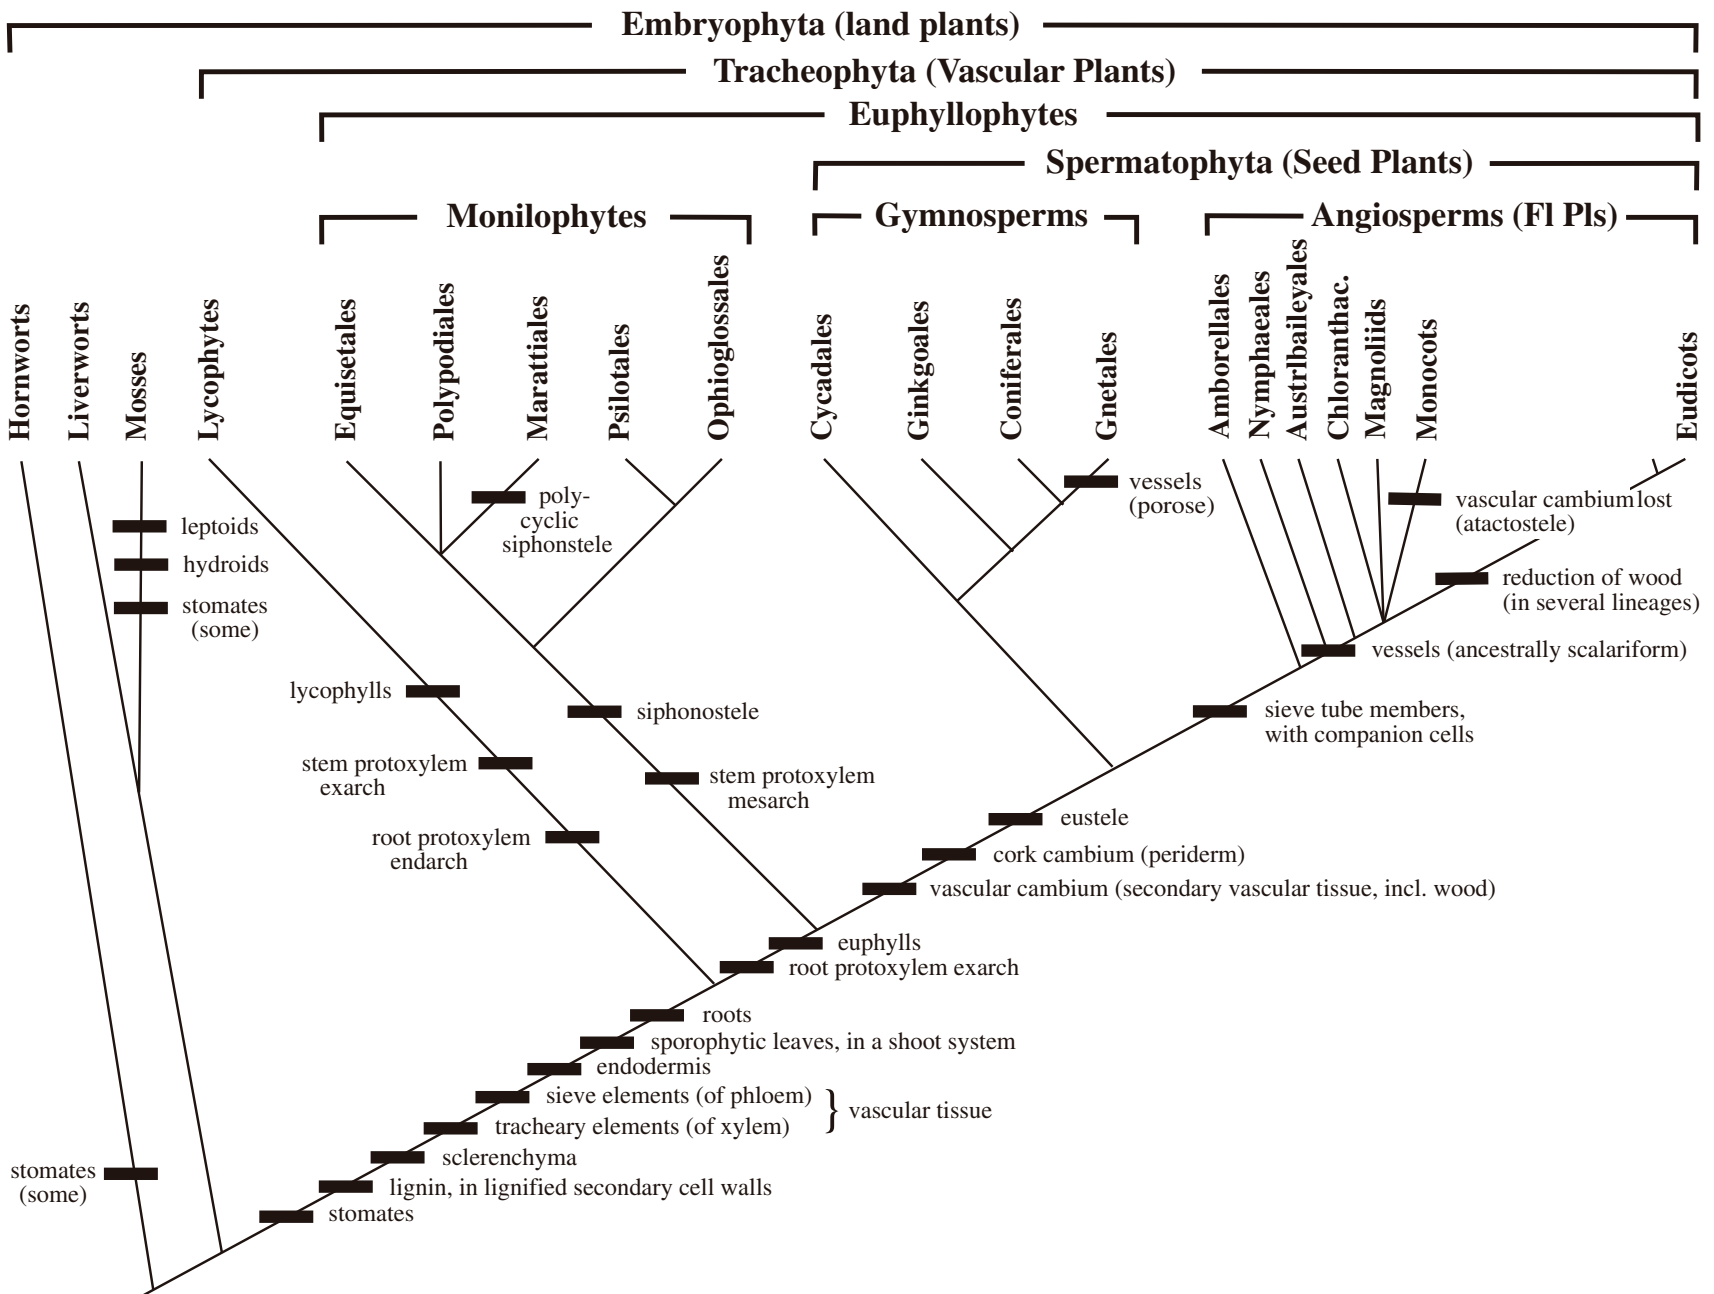 Embryophyta (land plants)
Tracheophyta (Vascular Plants)
Euphyllophytes
Spermatophyta (Seed Plants)
Monilophytes
Gymnosperms
Angiosperms (Fl Pls)
Hornworts
Liverworts
Mosses
Lycophytes
Equisetales
Polypodiales
Marattiales
Psilotales
Ophioglossales
Cycadales
Ginkgoales
Coniferales
Gnetales
Amborellales
Nymphaeales
Austrlbaileyales
Chloranthac.
Magnoliids
Monocots
Eudicots
leptoids
hydroids
stomates
(some)
poly-
cyclic
siphonstele
vessels
(porose)
vascular cambium lost
(atactostele)
reduction of wood
(in several lineages)
vessels (ancestrally scalariform)
lycophylls
siphonostele
sieve tube members,
with companion cells
stem protoxylem
exarch
stem protoxylem
mesarch
root protoxylem
endarch
eustele
cork cambium (periderm)
vascular cambium (secondary vascular tissue, incl. wood)
euphylls
root protoxylem exarch
roots
sporophytic leaves, in a shoot system
endodermis
sieve elements (of phloem)
} vascular tissue
tracheary elements (of xylem)
sclerenchyma
stomates
(some)
lignin, in lignified secondary cell walls
stomates